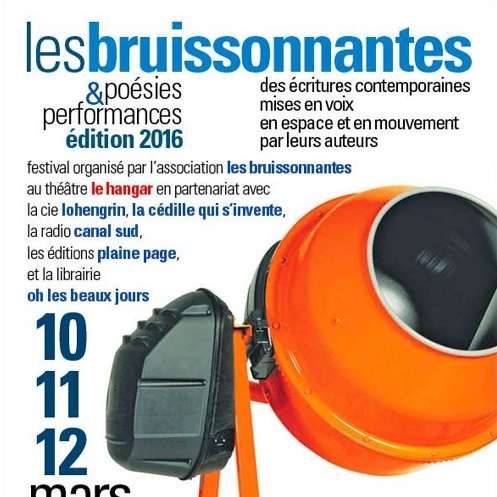 lesbruissonnantes
&poésies
performances
édition 2016
des écritures contemporaines
mises en voix
en espace et en mouvement
par leurs auteurs
festival organisé par l'association les bruissonnantes
au théâtre le hangar en partenariat avec
la cie lohengrin, la cédille qui s'invente,
la radio canal sud,
les éditions plaine page,
et la librairie
oh les beaux jours
10
11
12
mars